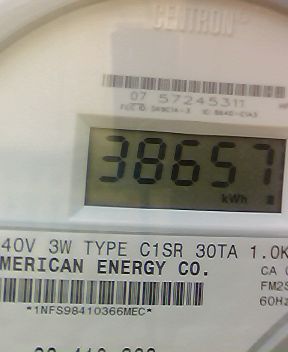 CENTRON
07 57245311
38657
kWh
40V 3W TYPE C1SR 30TA 1.0K
MERICAN ENERGY CO.
CA
FM2S
60Hz
*1NFS98410366MEC*